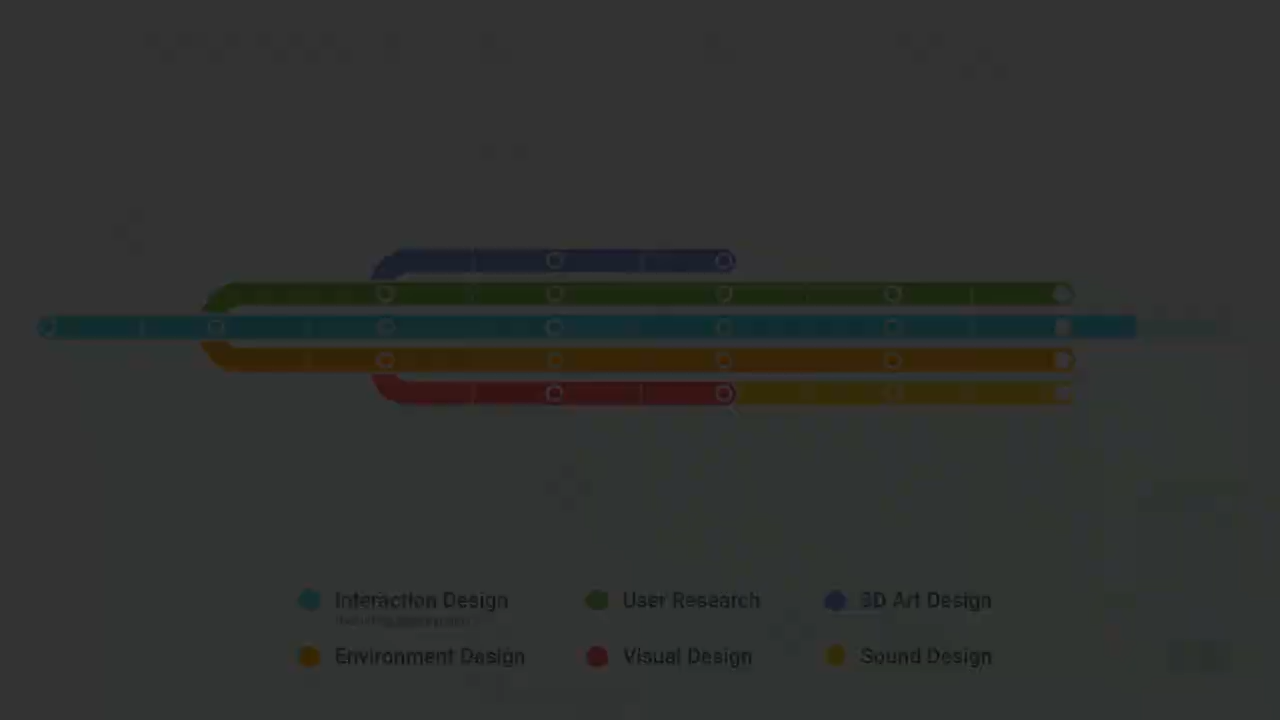 Interaction Design
User Research
3D Art Design
Environment Design
Visual Design
Sound Design